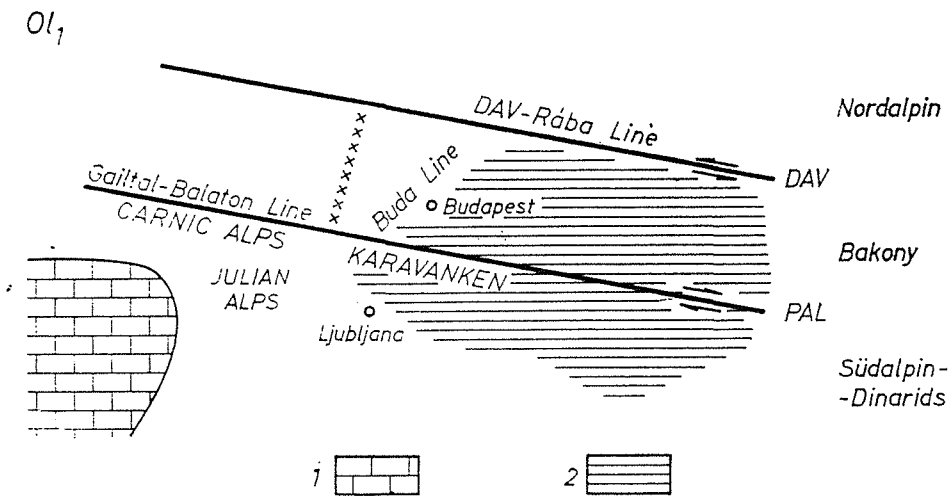 Ol₁
DAV-Rába Line
Nordalpin
DAV
Gailtal-Balaton Line
Buda Line
Budapest
CARNIC ALPS
KARAVANKEN
Bakony
JULIAN
ALPS
PAL
Ljubljana
Südalpin-
-Dinarids
1
2